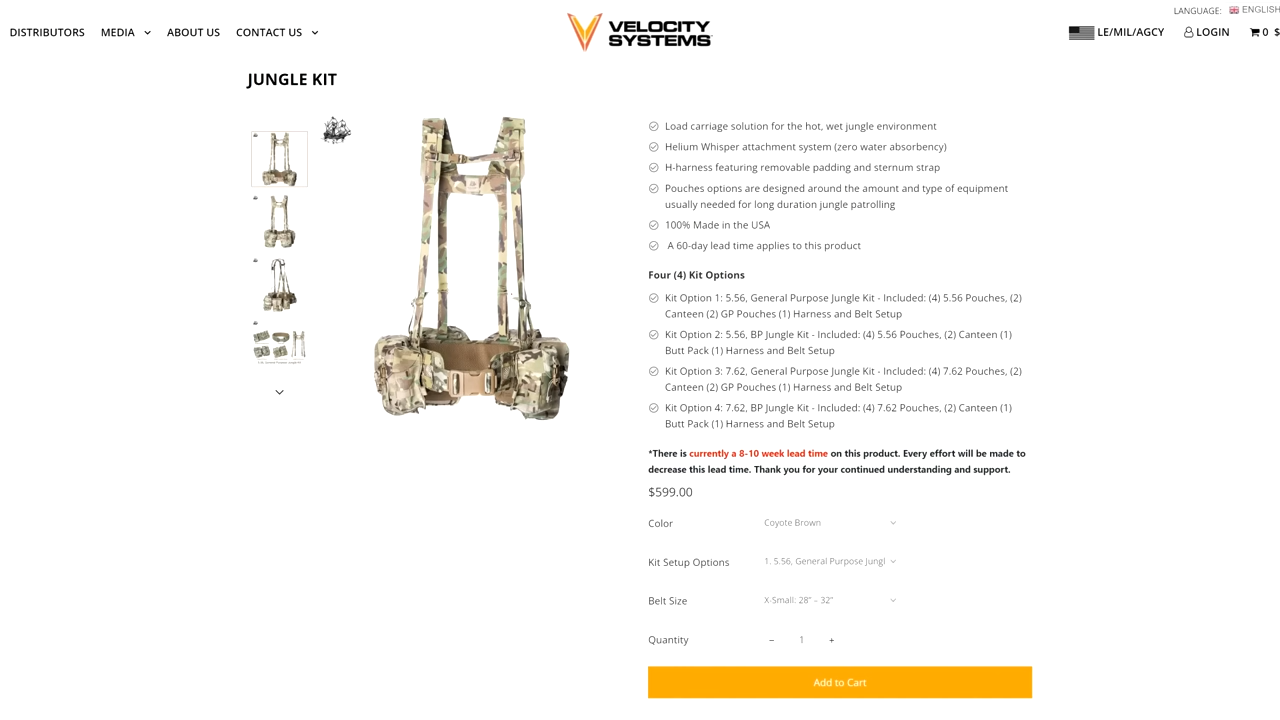 LANGUAGE: ENGLISH
DISTRIBUTORS MEDIA ABOUT US CONTACT US VELOCITY SYSTEMS LE/MIL/AGCY LOGIN 0 $
JUNGLE KIT
Load carriage solution for the hot, wet jungle environment
Helium Whisper attachment system (zero water absorbency)
H-harness featuring removable padding and sternum strap
Pouches options are designed around the amount and type of equipment
usually needed for long duration jungle patrolling
100% Made in the USA
A 60-day lead time applies to this product
Four (4) Kit Options
Kit Option 1: 5.56, General Purpose Jungle Kit - Included: (4) 5.56 Pouches, (2)
Canteen (2) GP Pouches (1) Harness and Belt Setup
Kit Option 2: 5.56, BP Jungle Kit - Included: (4) 5.56 Pouches, (2) Canteen (1)
Butt Pack (1) Harness and Belt Setup
Kit Option 3: 7.62, General Purpose Jungle Kit - Included: (4) 7.62 Pouches, (2)
Canteen (2) GP Pouches (1) Harness and Belt Setup
Kit Option 4: 7.62, BP Jungle Kit - Included: (4) 7.62 Pouches, (2) Canteen (1)
Butt Pack (1) Harness and Belt Setup
*There is currently a 8-10 week lead time on this product. Every effort will be made to
decrease this lead time. Thank you for your continued understanding and support.
$599.00
Color Coyote Brown
Kit Setup Options 1. 5.56, General Purpose Jungl
Belt Size X-Small: 28" – 32"
Quantity – 1 +
Add to Cart